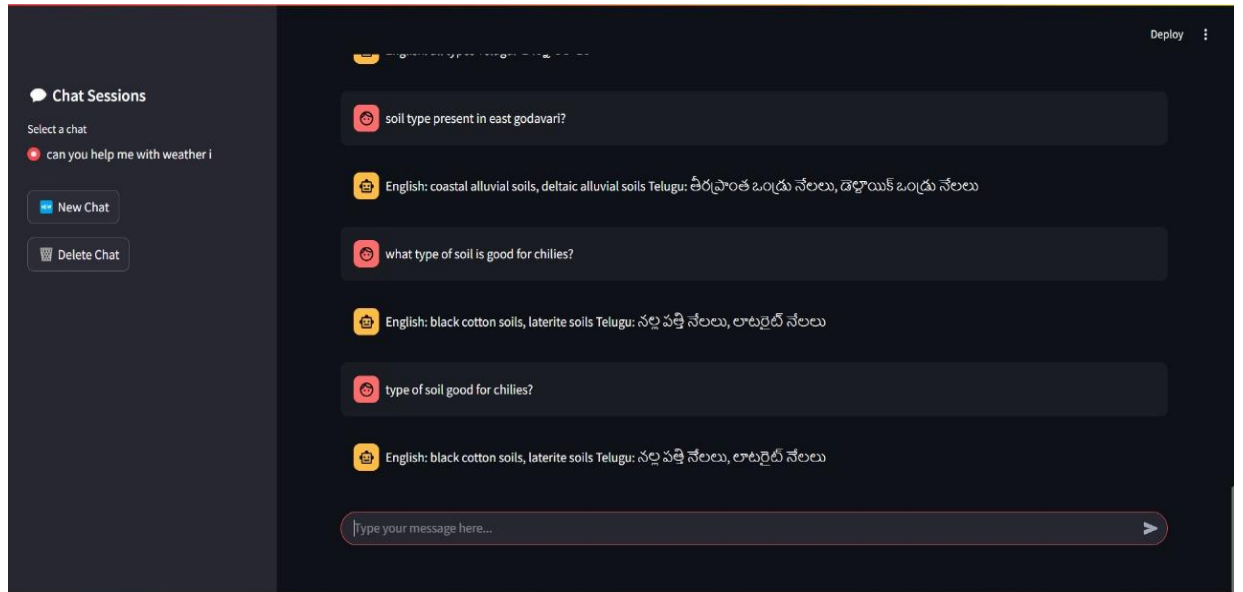 Deploy
Chat Sessions
Select a chat
can you help me with weather i
New Chat
Delete Chat
soil type present in east godavari?
English: coastal alluvial soils, deltaic alluvial soils Telugu: తీరప్రాంత ఒండ్రు నేలలు, డెల్టాయిక్ ఒండ్రు నేలలు
what type of soil is good for chilies?
English: black cotton soils, laterite soils Telugu: నల్ల పత్తి నేలలు, లాటరైట్ నేలలు
type of soil good for chilies?
English: black cotton soils, laterite soils Telugu: నల్ల పత్తి నేలలు, లాటరైట్ నేలలు
Type your message here...